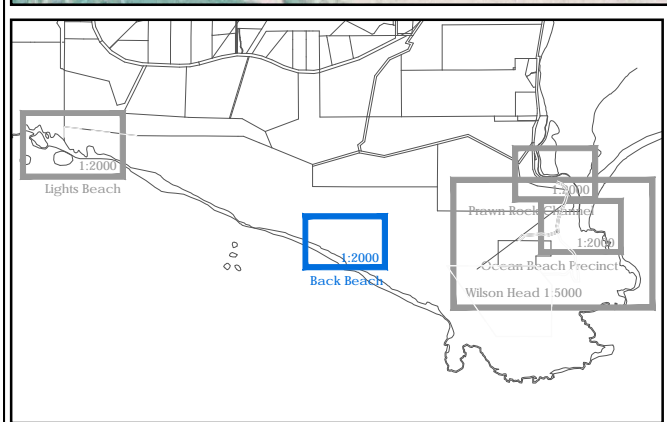 1:2000
Lights Beach
1:2000
Prawn Rock Channel
1:2000
Ocean Beach Precinct
Wilson Head 1:5000
1:2000
Back Beach